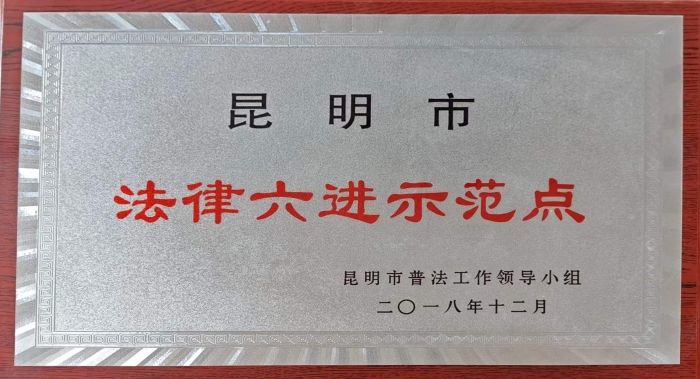 昆明市
法律六进示范点
昆明市普法工作领导小组
二〇一八年十二月